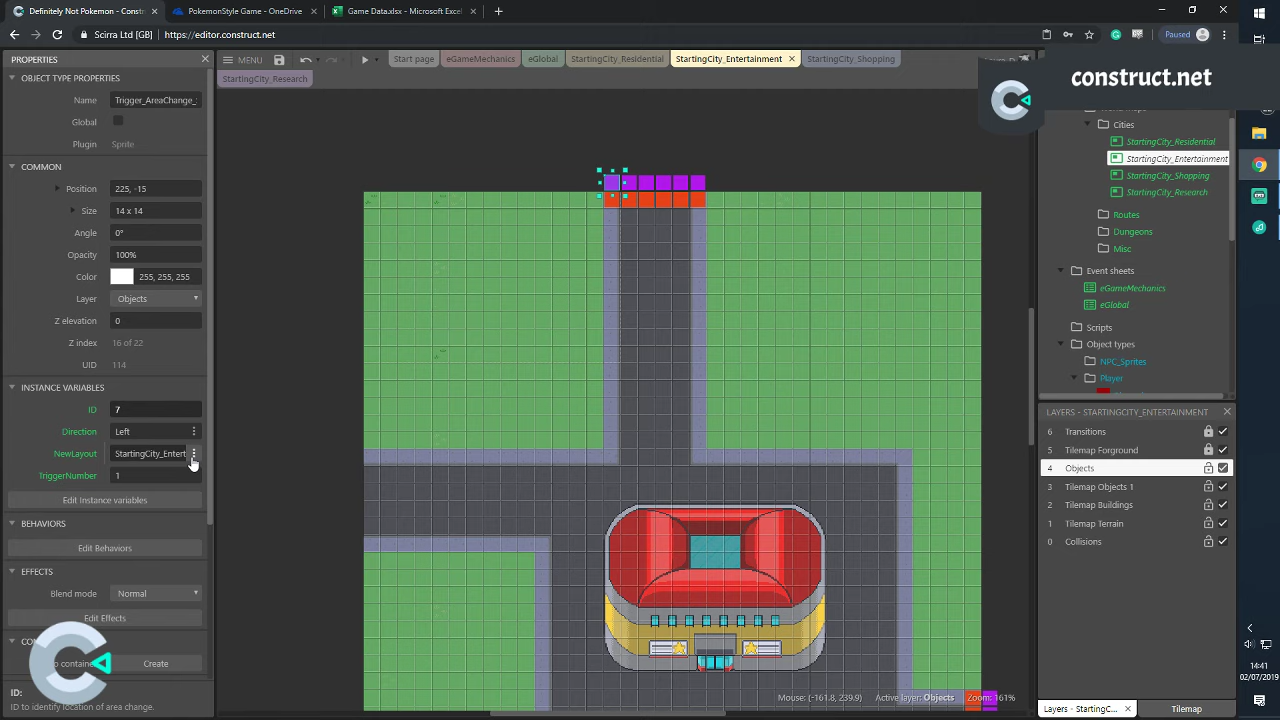 Definitely Not Pokemon - Constr
PokemonStyle Game - OneDrive
Game Data.xlsx - Microsoft Excel
Scirra Ltd [GB] | https://editor.construct.net
Paused
PROPERTIES
MENU
Start page
eGameMechanics
eGlobal
StartingCity_Residential
StartingCity_Entertainment
StartingCity_Shopping
StartingCity_Research
construct.net
OBJECT TYPE PROPERTIES
Name Trigger_AreaChange_
Global
Plugin Sprite
COMMON
Position 225, -15
Size 14 x 14
Angle 0°
Opacity 100%
Color 255, 255, 255
Layer Objects
Z elevation 0
Z index 16 of 22
UID 114
INSTANCE VARIABLES
ID 7
Direction Left
NewLayout StartingCity_Entert
TriggerNumber 1
Edit Instance variables
BEHAVIORS
Edit Behaviors
EFFECTS
Blend mode Normal
Edit Effects
Create
ID:
ID to identify location of area change.
Mouse: (-161.8, 239.9) Active layer: Objects Zoom: 161%
Cities
StartingCity_Residential
StartingCity_Entertainment
StartingCity_Shopping
StartingCity_Research
Routes
Dungeons
Misc
Event sheets
eGameMechanics
eGlobal
Scripts
Object types
NPC_Sprites
Player
LAYERS - STARTINGCITY_ENTERTAINMENT
6 Transitions
5 Tilemap Forground
4 Objects
3 Tilemap Objects 1
2 Tilemap Buildings
1 Tilemap Terrain
0 Collisions
Layers - StartingC...
Tilemap
14:41
02/07/2019